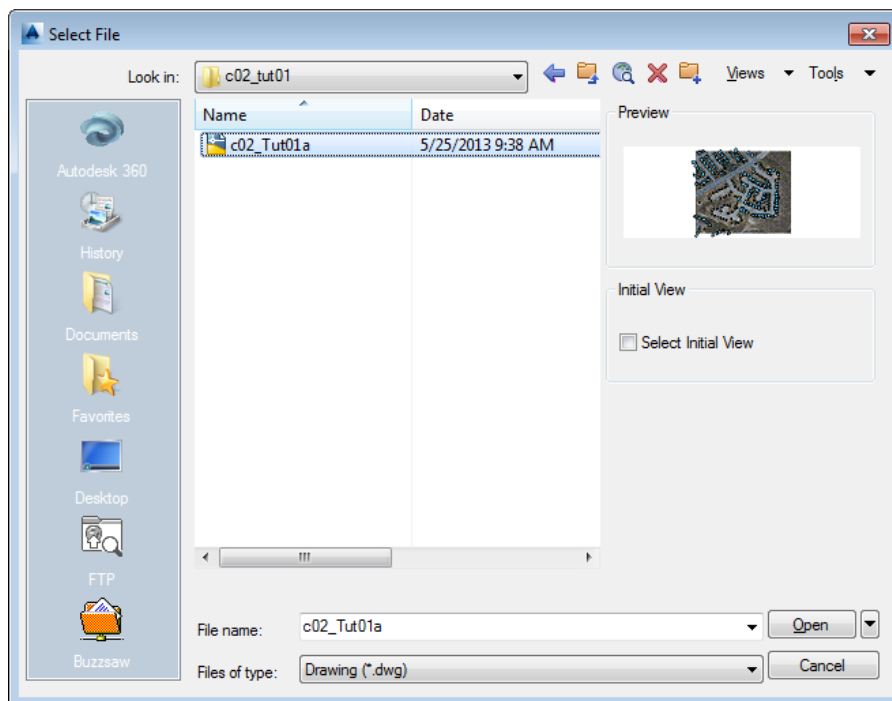 Select File
Look in: c02_tut01 Views Tools
Name Date
c02_Tut01a 5/25/2013 9:38 AM
Preview
Initial View
Select Initial View
Autodesk 360
History
Documents
Favorites
Desktop
FTP
Buzzsaw
File name: c02_Tut01a Open
Files of type: Drawing (*.dwg) Cancel